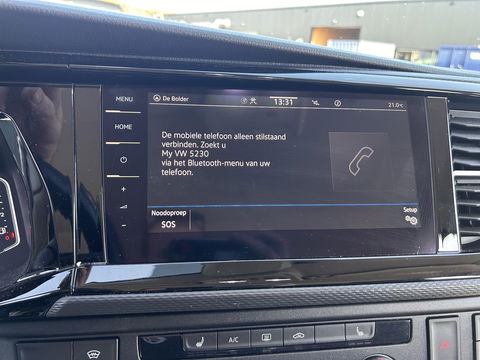 MENU
De Bolder
13:31
21.0°C
HOME
De mobiele telefoon alleen stilstaand
verbinden. Zoekt u
My VW 5230
via het Bluetooth-menu van uw
telefoon.
+
-
Noodoproep
SOS
Setup
A/C